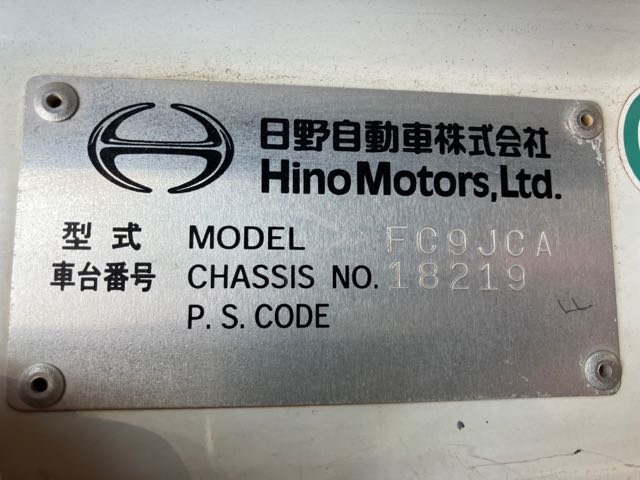 日野自動車株式会社
Hino Motors, Ltd.
型式 MODEL FC9JCA
車台番号 CHASSIS NO. 18219
P. S. CODE
F